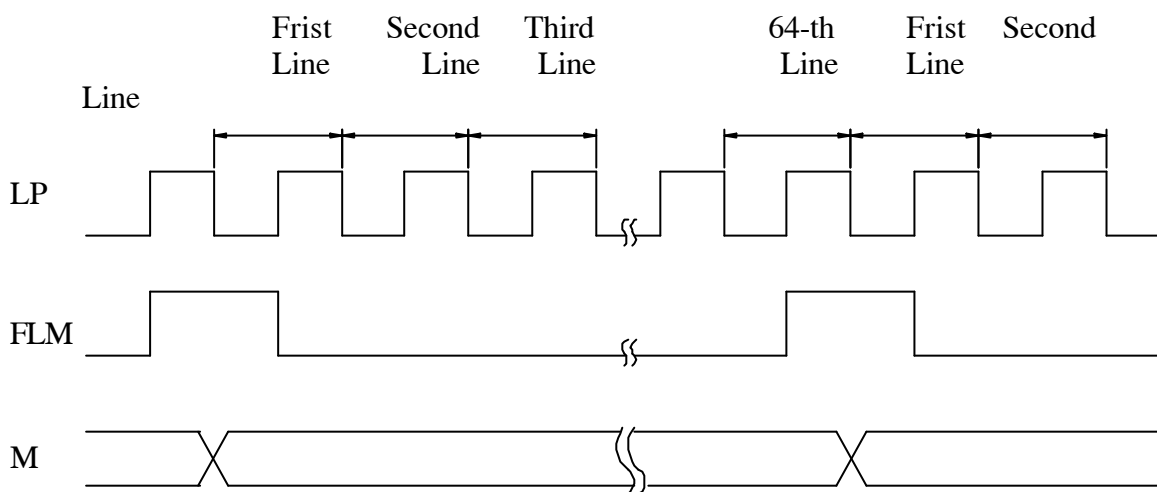 Frist Second Third 64-th Frist Second
Line Line Line Line Line
Line
LP
FLM
M